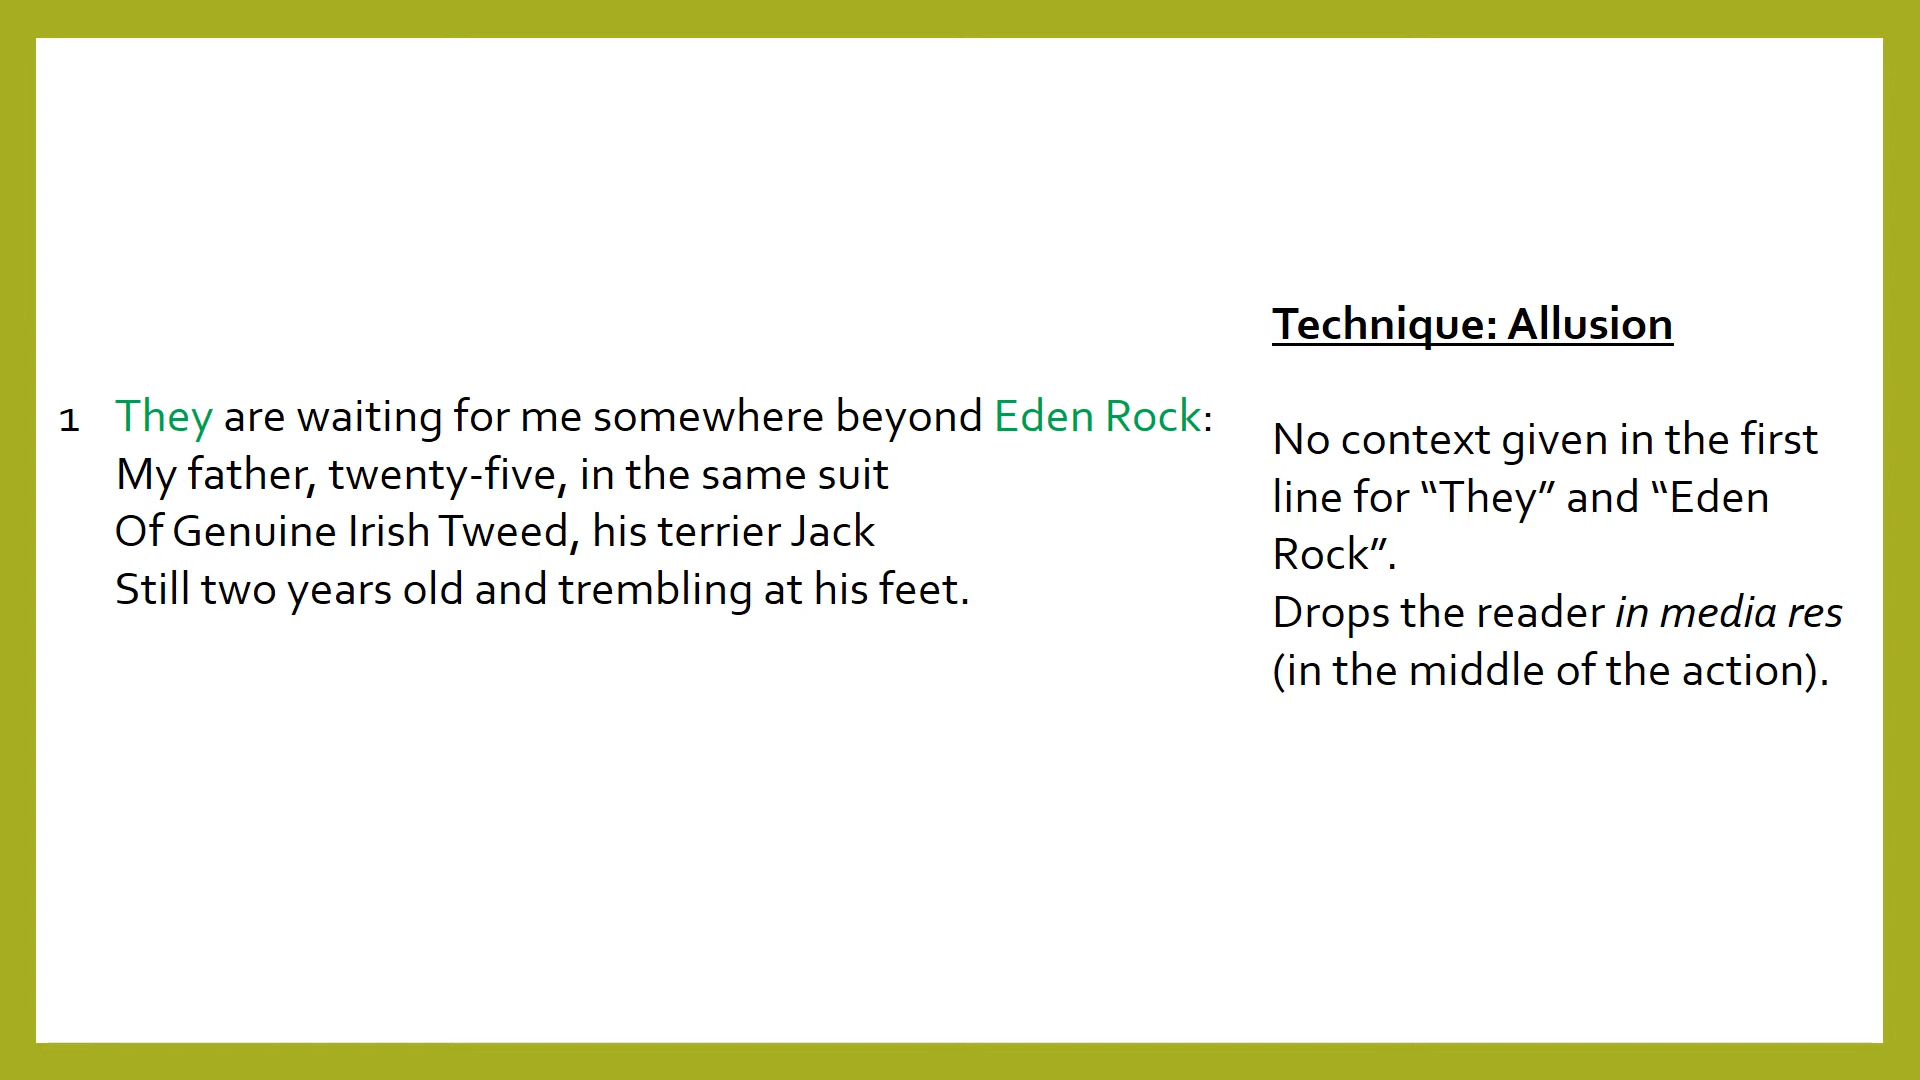 1 They are waiting for me somewhere beyond Eden Rock:
My father, twenty-five, in the same suit
Of Genuine Irish Tweed, his terrier Jack
Still two years old and trembling at his feet.
Technique: Allusion
No context given in the first
line for “They” and “Eden
Rock”.
Drops the reader in media res
(in the middle of the action).